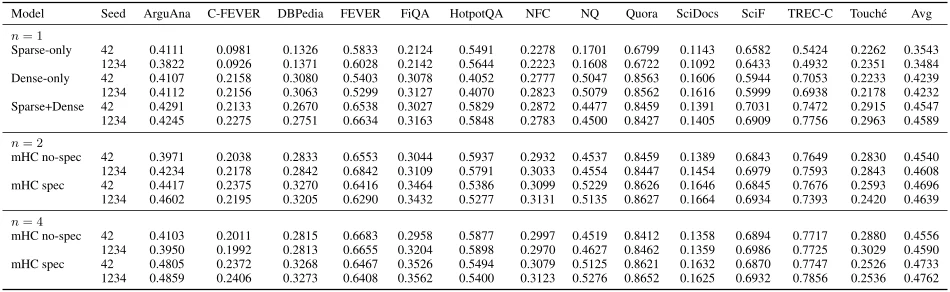 Model Seed ArguAna C-FEVER DBPedia FEVER FiQA HotpotQA NFC NQ Quora SciDocs SciF TREC-C Touché Avg
n = 1
Sparse-only 42 0.4111 0.0981 0.1326 0.5833 0.2124 0.5491 0.2278 0.1701 0.6799 0.1143 0.6582 0.5424 0.2262 0.3543
1234 0.3822 0.0926 0.1371 0.6028 0.2142 0.5644 0.2223 0.1608 0.6722 0.1092 0.6433 0.4932 0.2351 0.3484
Dense-only 42 0.4107 0.2158 0.3080 0.5403 0.3078 0.4052 0.2777 0.5047 0.8563 0.1606 0.5944 0.7053 0.2233 0.4239
1234 0.4112 0.2156 0.3063 0.5299 0.3127 0.4070 0.2823 0.5079 0.8562 0.1616 0.5999 0.6938 0.2178 0.4232
Sparse+Dense 42 0.4291 0.2133 0.2670 0.6538 0.3027 0.5829 0.2872 0.4477 0.8459 0.1391 0.7031 0.7472 0.2915 0.4547
1234 0.4245 0.2275 0.2751 0.6634 0.3163 0.5848 0.2783 0.4500 0.8427 0.1405 0.6909 0.7756 0.2963 0.4589
n = 2
mHC no-spec 42 0.3971 0.2038 0.2833 0.6553 0.3044 0.5937 0.2932 0.4537 0.8459 0.1389 0.6843 0.7649 0.2830 0.4540
1234 0.4234 0.2178 0.2842 0.6842 0.3109 0.5791 0.3033 0.4554 0.8447 0.1454 0.6979 0.7593 0.2843 0.4608
mHC spec 42 0.4417 0.2375 0.3270 0.6416 0.3464 0.5386 0.3099 0.5229 0.8626 0.1646 0.6845 0.7676 0.2593 0.4696
1234 0.4602 0.2195 0.3205 0.6290 0.3432 0.5277 0.3131 0.5135 0.8627 0.1664 0.6934 0.7393 0.2420 0.4639
n = 4
mHC no-spec 42 0.4103 0.2011 0.2815 0.6683 0.2958 0.5877 0.2997 0.4519 0.8412 0.1358 0.6894 0.7717 0.2880 0.4556
1234 0.3950 0.1992 0.2813 0.6655 0.3204 0.5898 0.2970 0.4627 0.8462 0.1359 0.6986 0.7725 0.3029 0.4590
mHC spec 42 0.4805 0.2372 0.3268 0.6467 0.3526 0.5494 0.3079 0.5125 0.8621 0.1632 0.6870 0.7747 0.2526 0.4733
1234 0.4859 0.2406 0.3273 0.6408 0.3562 0.5400 0.3123 0.5276 0.8652 0.1625 0.6932 0.7856 0.2536 0.4762